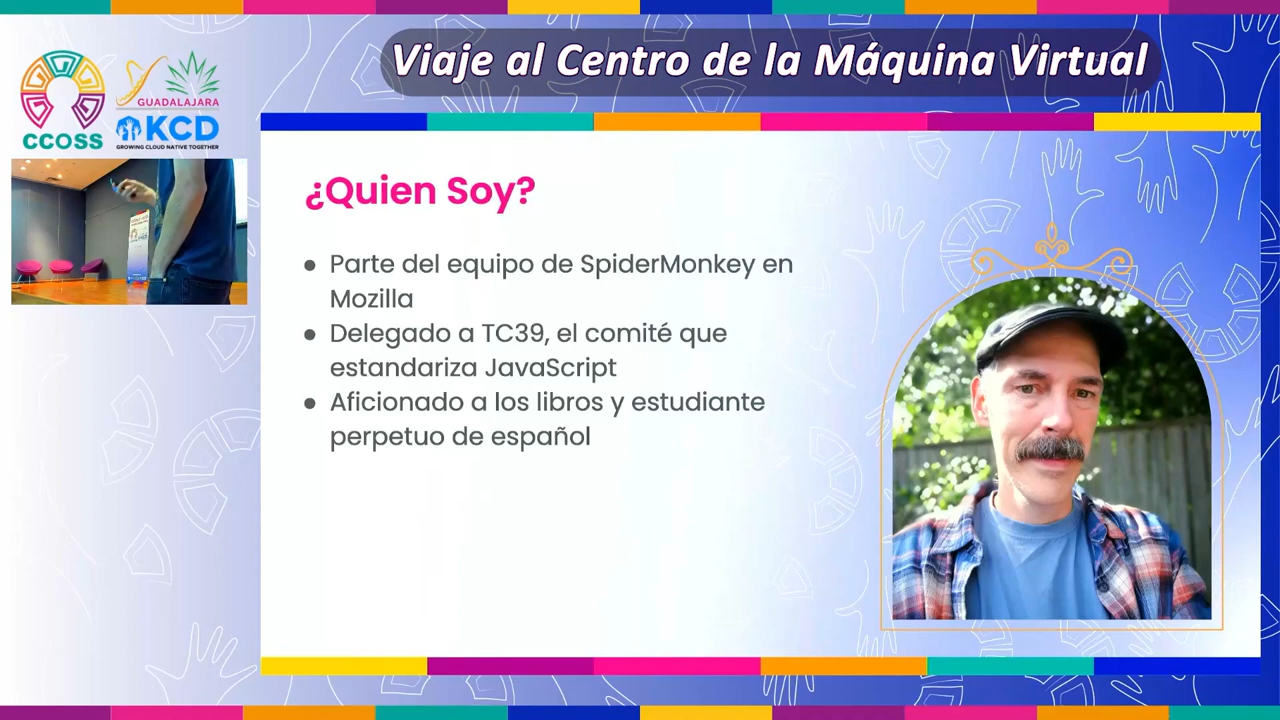 Viaje al Centro de la Máquina Virtual
CCOSS
GUADALAJARA
KCD
GROWING CLOUD NATIVE TOGETHER
¿Quien Soy?
● Parte del equipo de SpiderMonkey en
Mozilla
● Delegado a TC39, el comité que
estandariza JavaScript
● Aficionado a los libros y estudiante
perpetuo de español